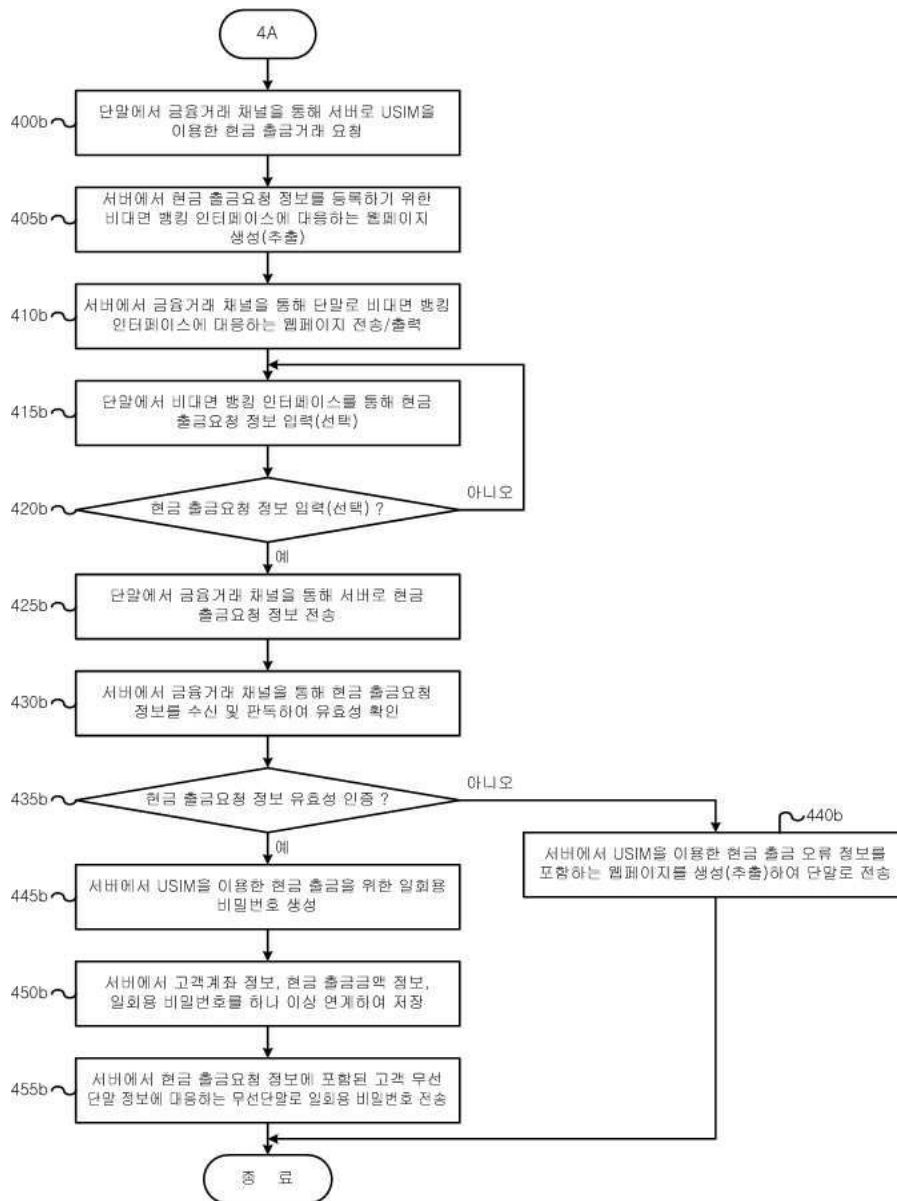 4A
400b
단말에서 금융거래 채널을 통해 서버로 USIM을
이용한 현금 출금거래 요청
405b
서버에서 현금 출금요청 정보를 등록하기 위한
비대면 뱅킹 인터페이스에 대응하는 웹페이지
생성(추출)
410b
서버에서 금융거래 채널을 통해 단말로 비대면 뱅킹
인터페이스에 대응하는 웹페이지 전송/출력
415b
단말에서 비대면 뱅킹 인터페이스를 통해 현금
출금요청 정보 입력(선택)
420b
현금 출금요청 정보 입력(선택) ?
아니오
예
425b
단말에서 금융거래 채널을 통해 서버로 현금
출금요청 정보 전송
430b
서버에서 금융거래 채널을 통해 현금 출금요청
정보를 수신 및 판독하여 유효성 확인
435b
현금 출금요청 정보 유효성 인증 ?
아니오
예
440b
서버에서 USIM을 이용한 현금 출금 오류 정보를
포함하는 웹페이지를 생성(추출)하여 단말로 전송
445b
서버에서 USIM을 이용한 현금 출금을 위한 일회용
비밀번호 생성
450b
서버에서 고객계좌 정보, 현금 출금금액 정보,
일회용 비밀번호를 하나 이상 연계하여 저장
455b
서버에서 현금 출금요청 정보에 포함된 고객 무선
단말 정보에 대응하는 무선단말로 일회용 비밀번호 전송
종 료